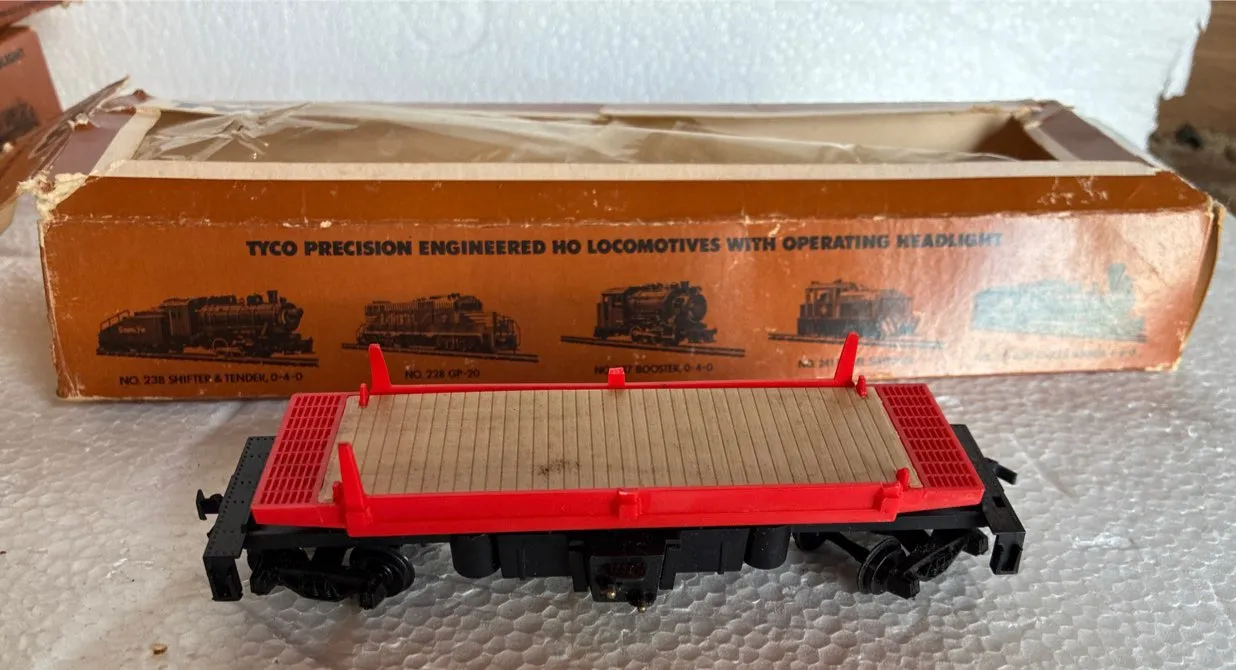 TYCO PRECISION ENGINEERED HO LOCOMOTIVES WITH OPERATING HEADLIGHT
NO. 23B SHIFTER & TENDER, 0-4-0
NO. 228 GP-20
BOOSTER, 0-4-0